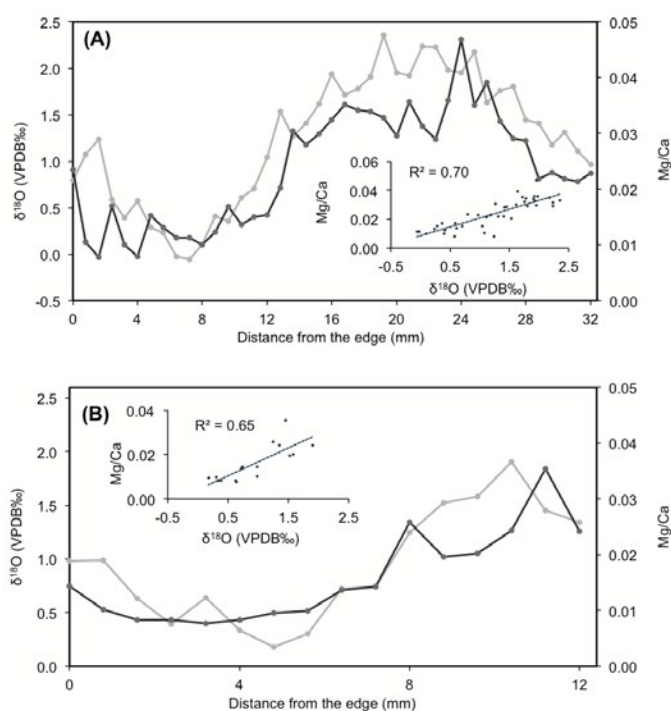 (A)
2.5
2.0
1.5
1.0
0.5
0.0
-0.5
δ¹⁸O (VPDB‰)
0.05
0.04
0.03
0.02
0.01
0.00
Mg/Ca
0 4 8 12 16 20 24 28 32
Distance from the edge (mm)
R² = 0.70
0.06
0.04
0.02
0.00
Mg/Ca
-0.5 0.5 1.5 2.5
δ¹⁸O (VPDB‰)
(B)
2.5
2.0
1.5
1.0
0.5
0.0
δ¹⁸O (VPDB‰)
0.05
0.04
0.03
0.02
0.01
0.00
Mg/Ca
0 4 8 12
Distance from the edge (mm)
R² = 0.65
0.04
0.02
0.00
Mg/Ca
-0.5 0.5 1.5 2.5
δ¹⁸O (VPDB‰)